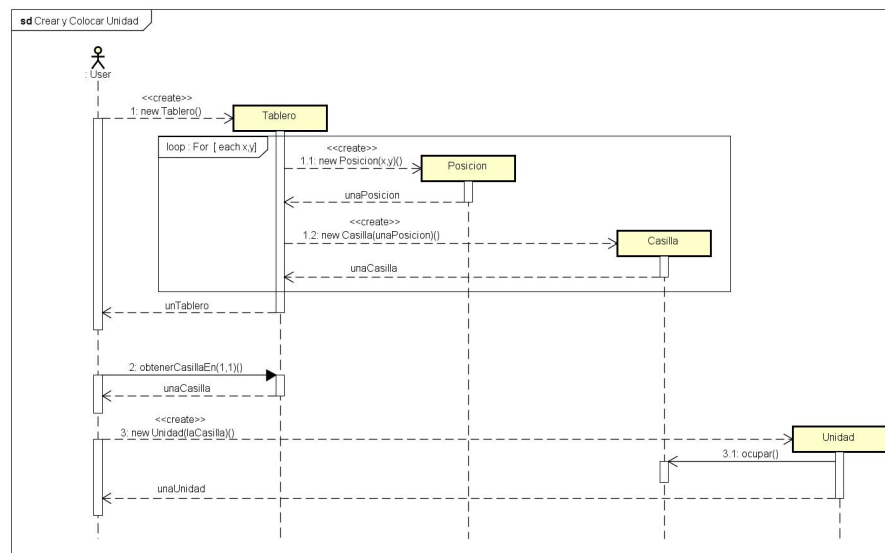 sd Crear y Colocar Unidad
: User
<<create>>
1: new Tablero()
Tablero
loop : For [ each x,y]
<<create>>
1.1: new Posicion(x,y)()
Posicion
unaPosicion
<<create>>
1.2: new Casilla(unaPosicion)()
Casilla
unaCasilla
unTablero
2: obtenerCasillaEn(1,1)()
unaCasilla
<<create>>
3: new Unidad(laCasilla)()
Unidad
3.1: ocupar()
unaUnidad